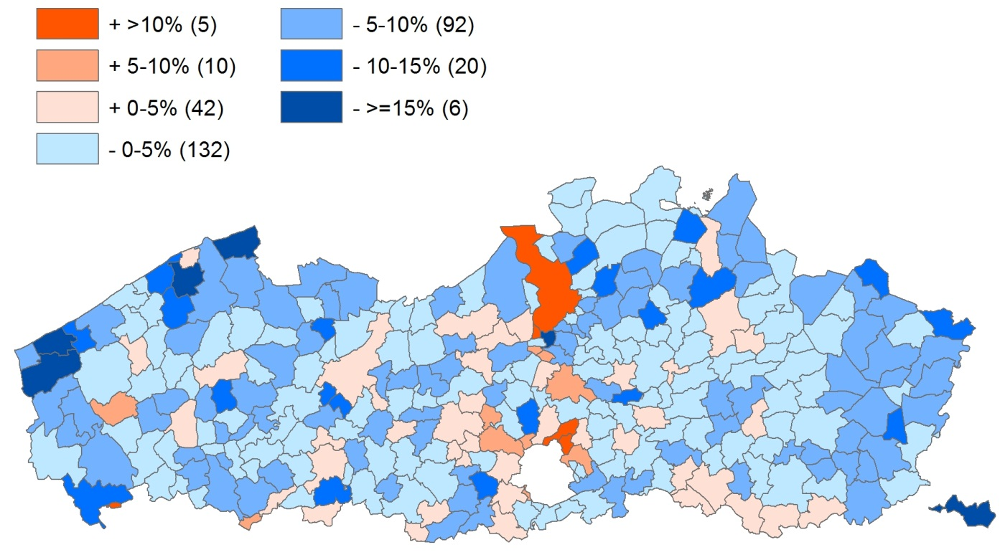 + >10% (5)
+ 5-10% (10)
+ 0-5% (42)
- 0-5% (132)
- 5-10% (92)
- 10-15% (20)
- >=15% (6)